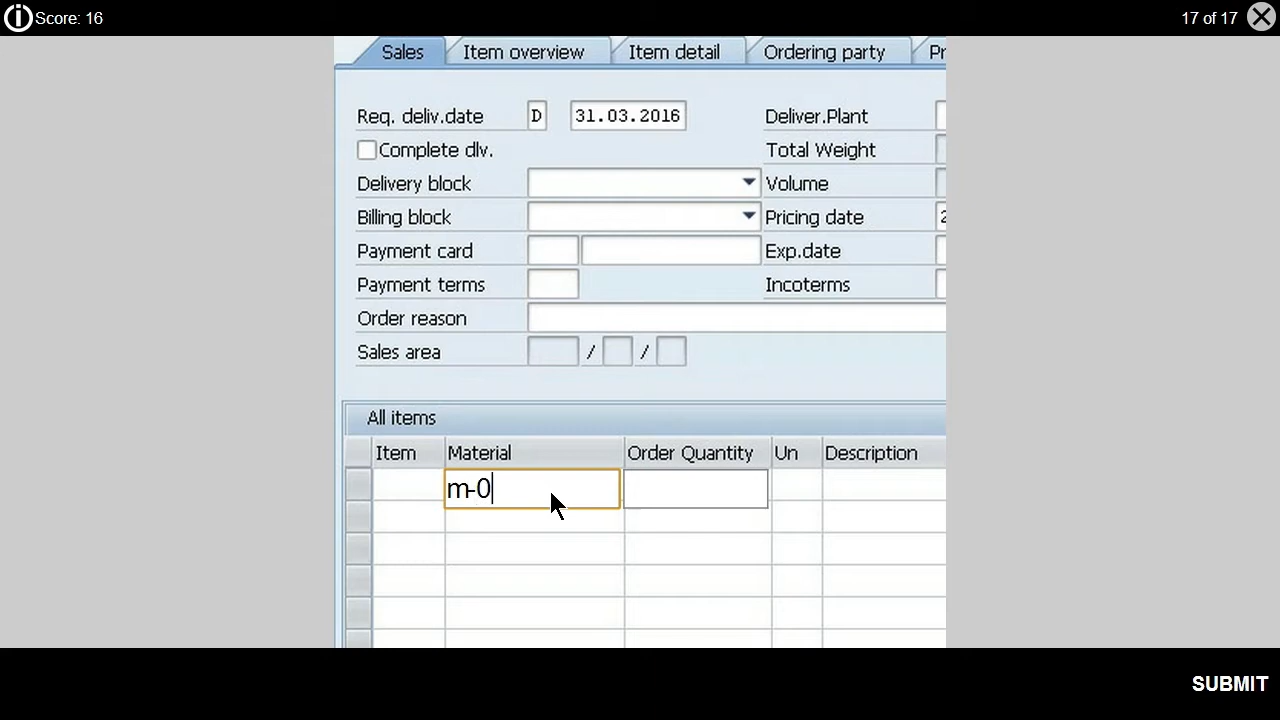 i Score: 16 17 of 17
Sales Item overview Item detail Ordering party Pr
Req. deliv.date D 31.03.2016 Deliver.Plant
Complete dlv. Total Weight
Delivery block Volume
Billing block Pricing date 2
Payment card Exp.date
Payment terms Incoterms
Order reason
Sales area / /
All items
Item Material Order Quantity Un Description
m-0
SUBMIT